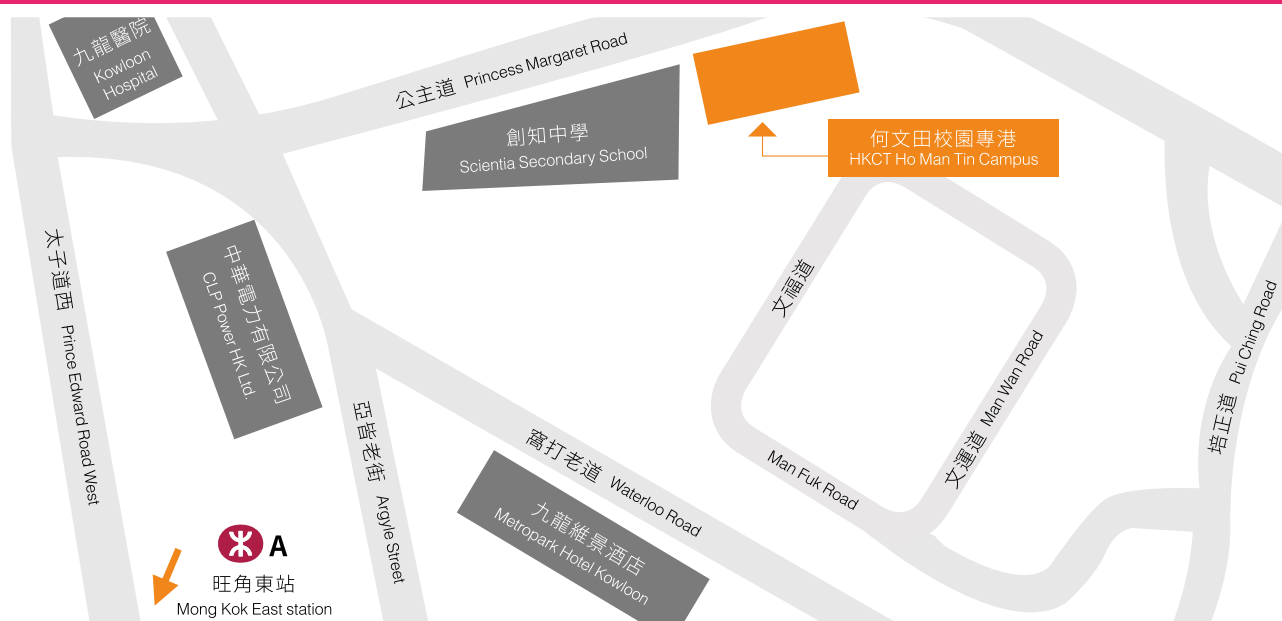 九龍醫院
Kowloon
Hospital
公主道 Princess Margaret Road
創知中學
Scientia Secondary School
何文田校園專港
HKCT Ho Man Tin Campus
太子道西 Prince Edward Road West
中華電力有限公司
CLP Power HK Ltd.
文福道
Man Fuk Road
文運道 Man Wan Road
培正道 Pui Ching Road
亞皆老街 Argyle Street
窩打老道 Waterloo Road
九龍維景酒店
Metropark Hotel Kowloon
A
旺角東站
Mong Kok East station